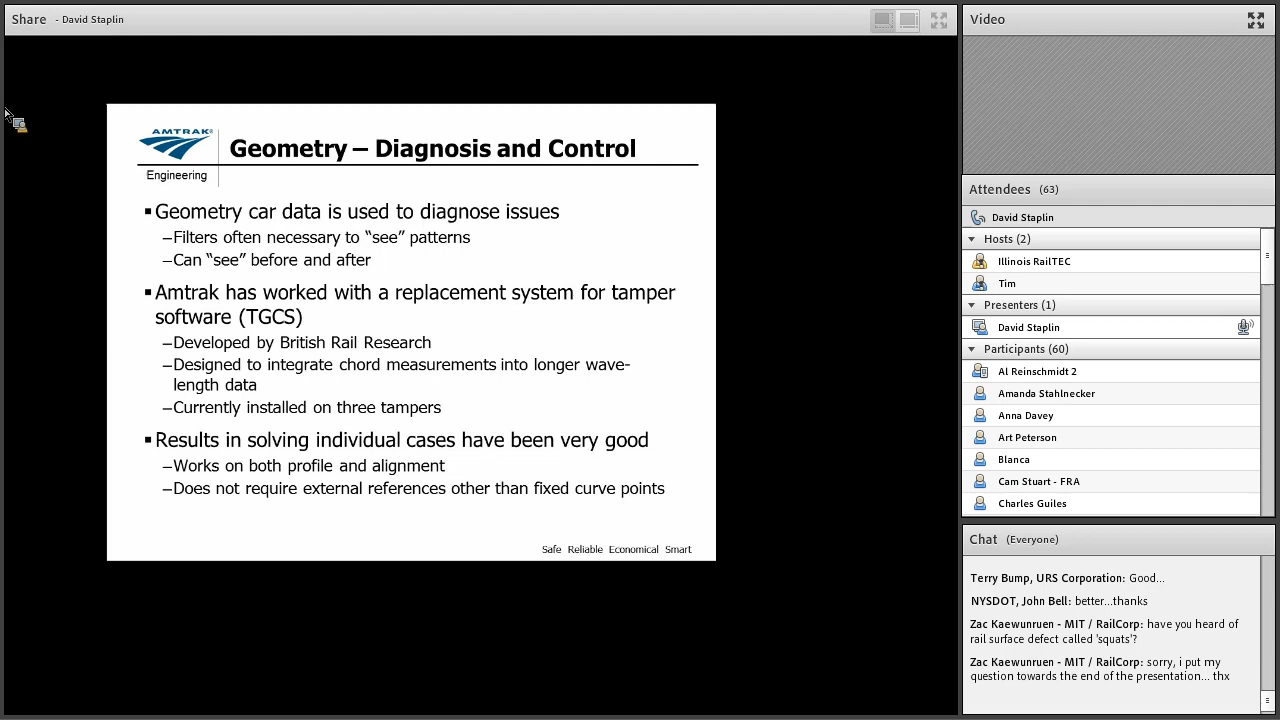 Share - David Staplin
AMTRAK®
Engineering
Geometry – Diagnosis and Control
▪Geometry car data is used to diagnose issues
–Filters often necessary to “see” patterns
–Can “see” before and after
▪Amtrak has worked with a replacement system for tamper
software (TGCS)
–Developed by British Rail Research
–Designed to integrate chord measurements into longer wave-
length data
–Currently installed on three tampers
▪Results in solving individual cases have been very good
–Works on both profile and alignment
–Does not require external references other than fixed curve points
Safe Reliable Economical Smart
Video
Attendees (63)
David Staplin
Hosts (2)
Illinois RailTEC
Tim
Presenters (1)
David Staplin
Participants (60)
Al Reinschmidt 2
Amanda Stahlnecker
Anna Davey
Art Peterson
Blanca
Cam Stuart - FRA
Charles Guiles
Chat (Everyone)
Terry Bump, URS Corporation: Good...
NYSDOT, John Bell: better...thanks
Zac Kaewunruen - MIT / RailCorp: have you heard of
rail surface defect called 'squats'?
Zac Kaewunruen - MIT / RailCorp: sorry, i put my
question towards the end of the presentation... thx